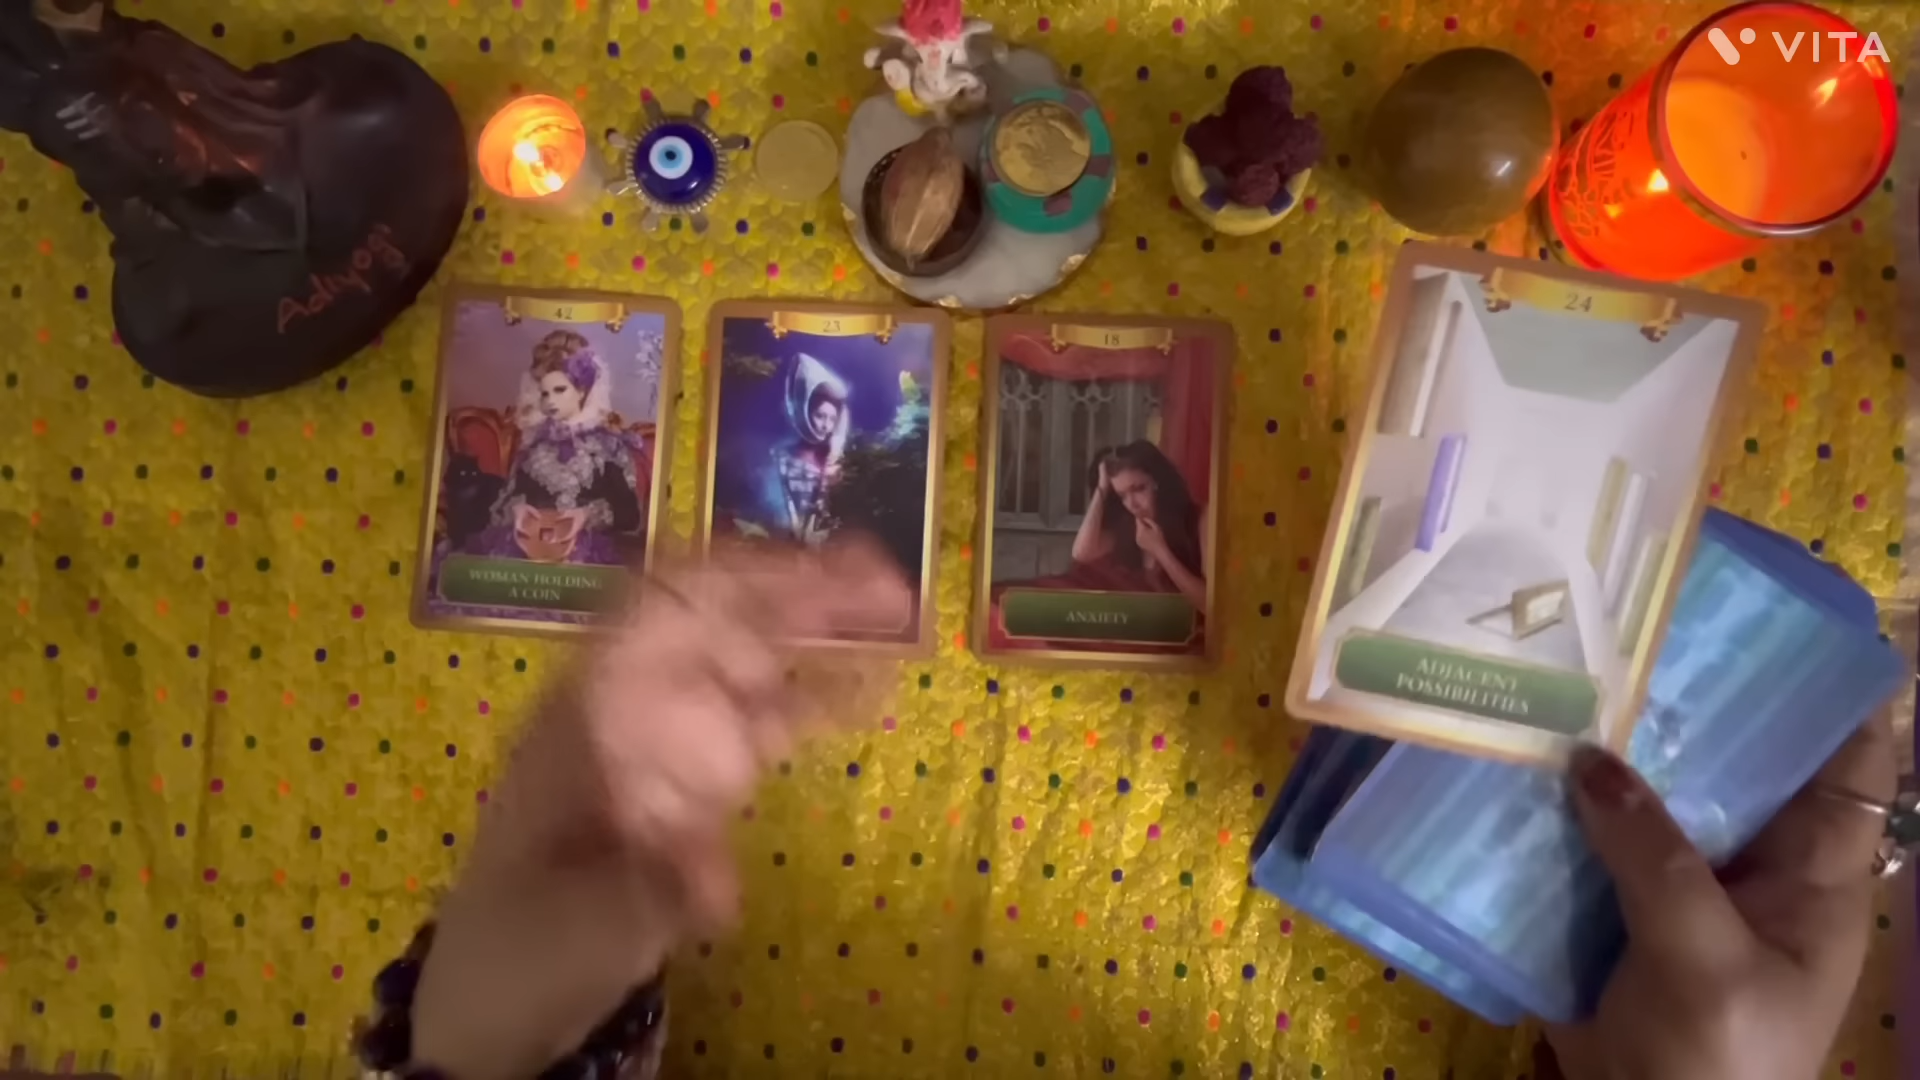 VITA
Adiyogi
42
WOMAN HOLDING
A COIN
23
18
ANXIETY
24
ADJACENT
POSSIBILITIES